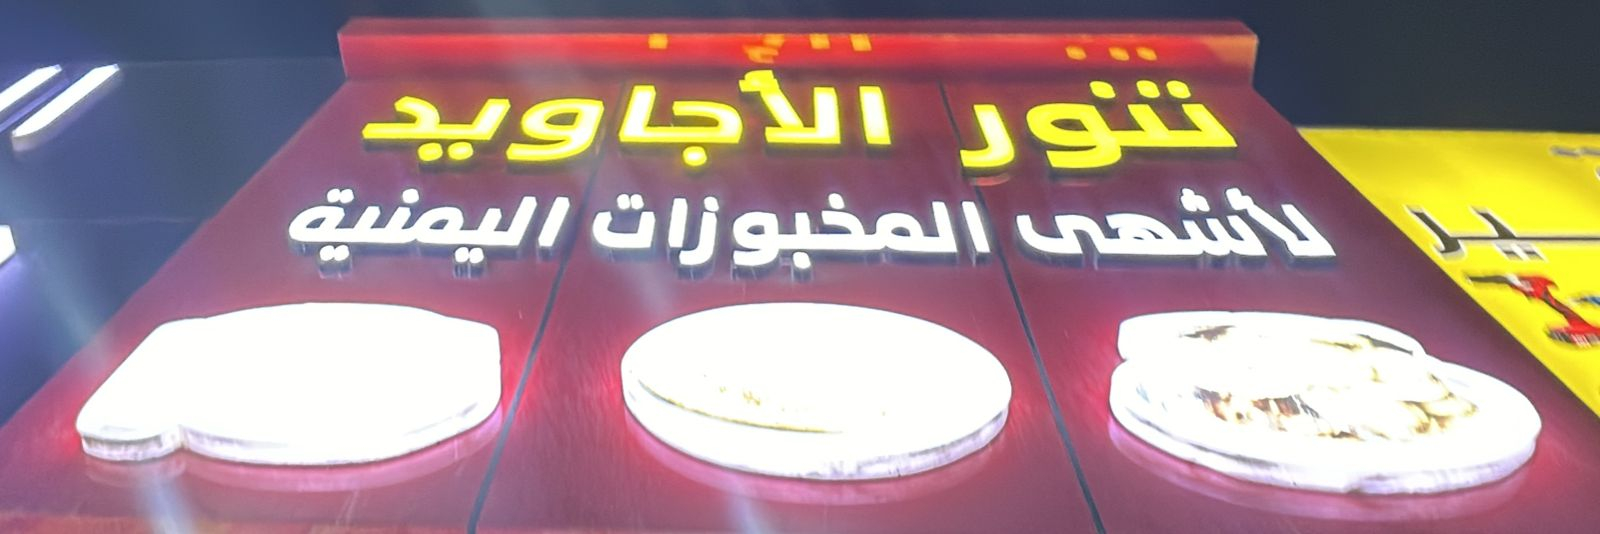 تنور الأجاويد
لأشهى المخبوزات اليمنية